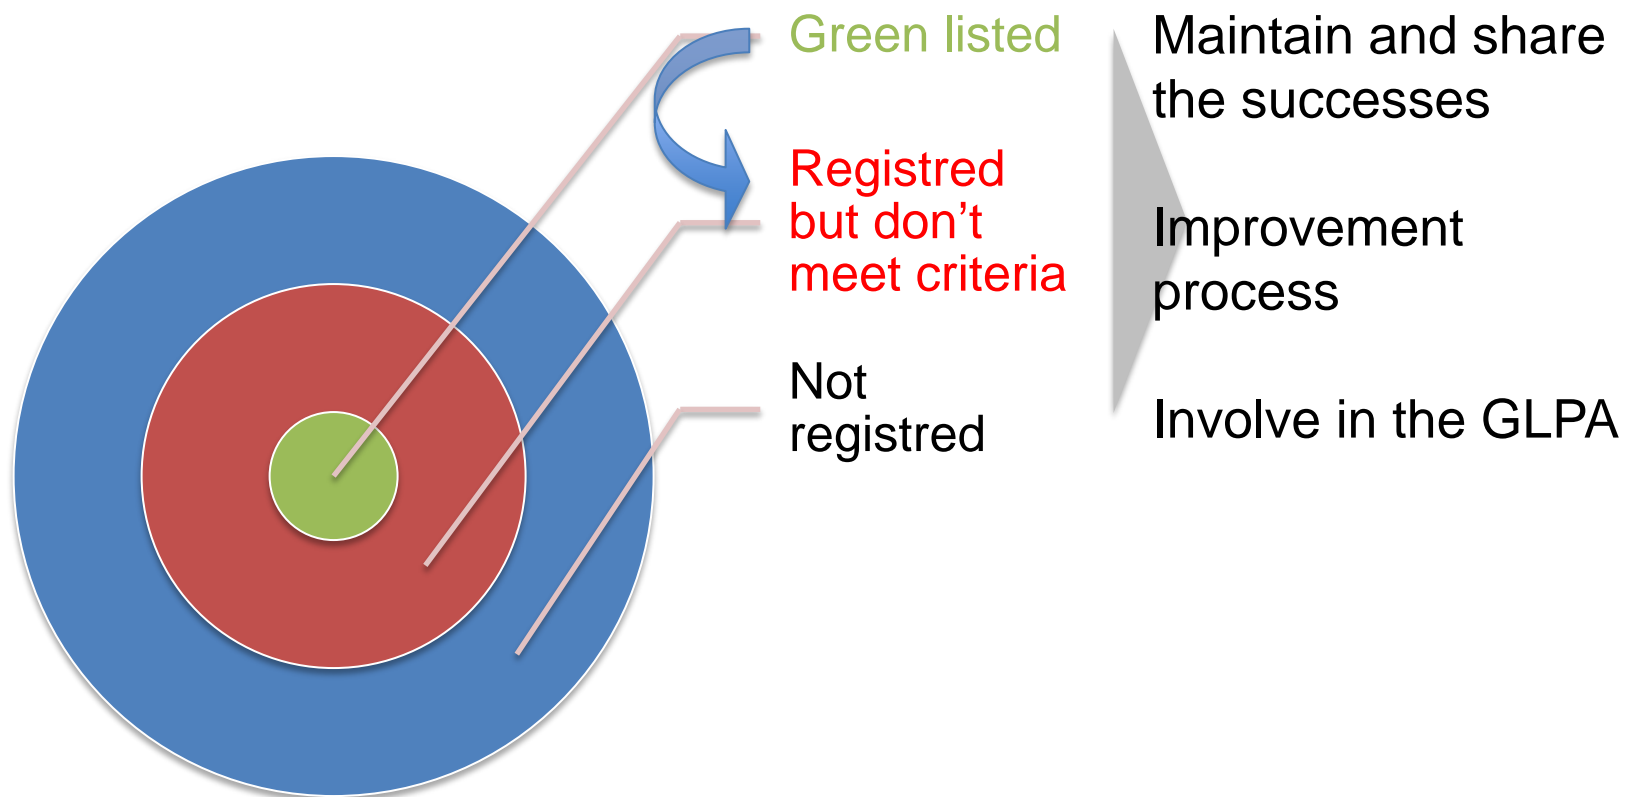 Green listed
Registred
but don’t
meet criteria
Not
registred
Maintain and share
the successes
Improvement
process
Involve in the GLPA